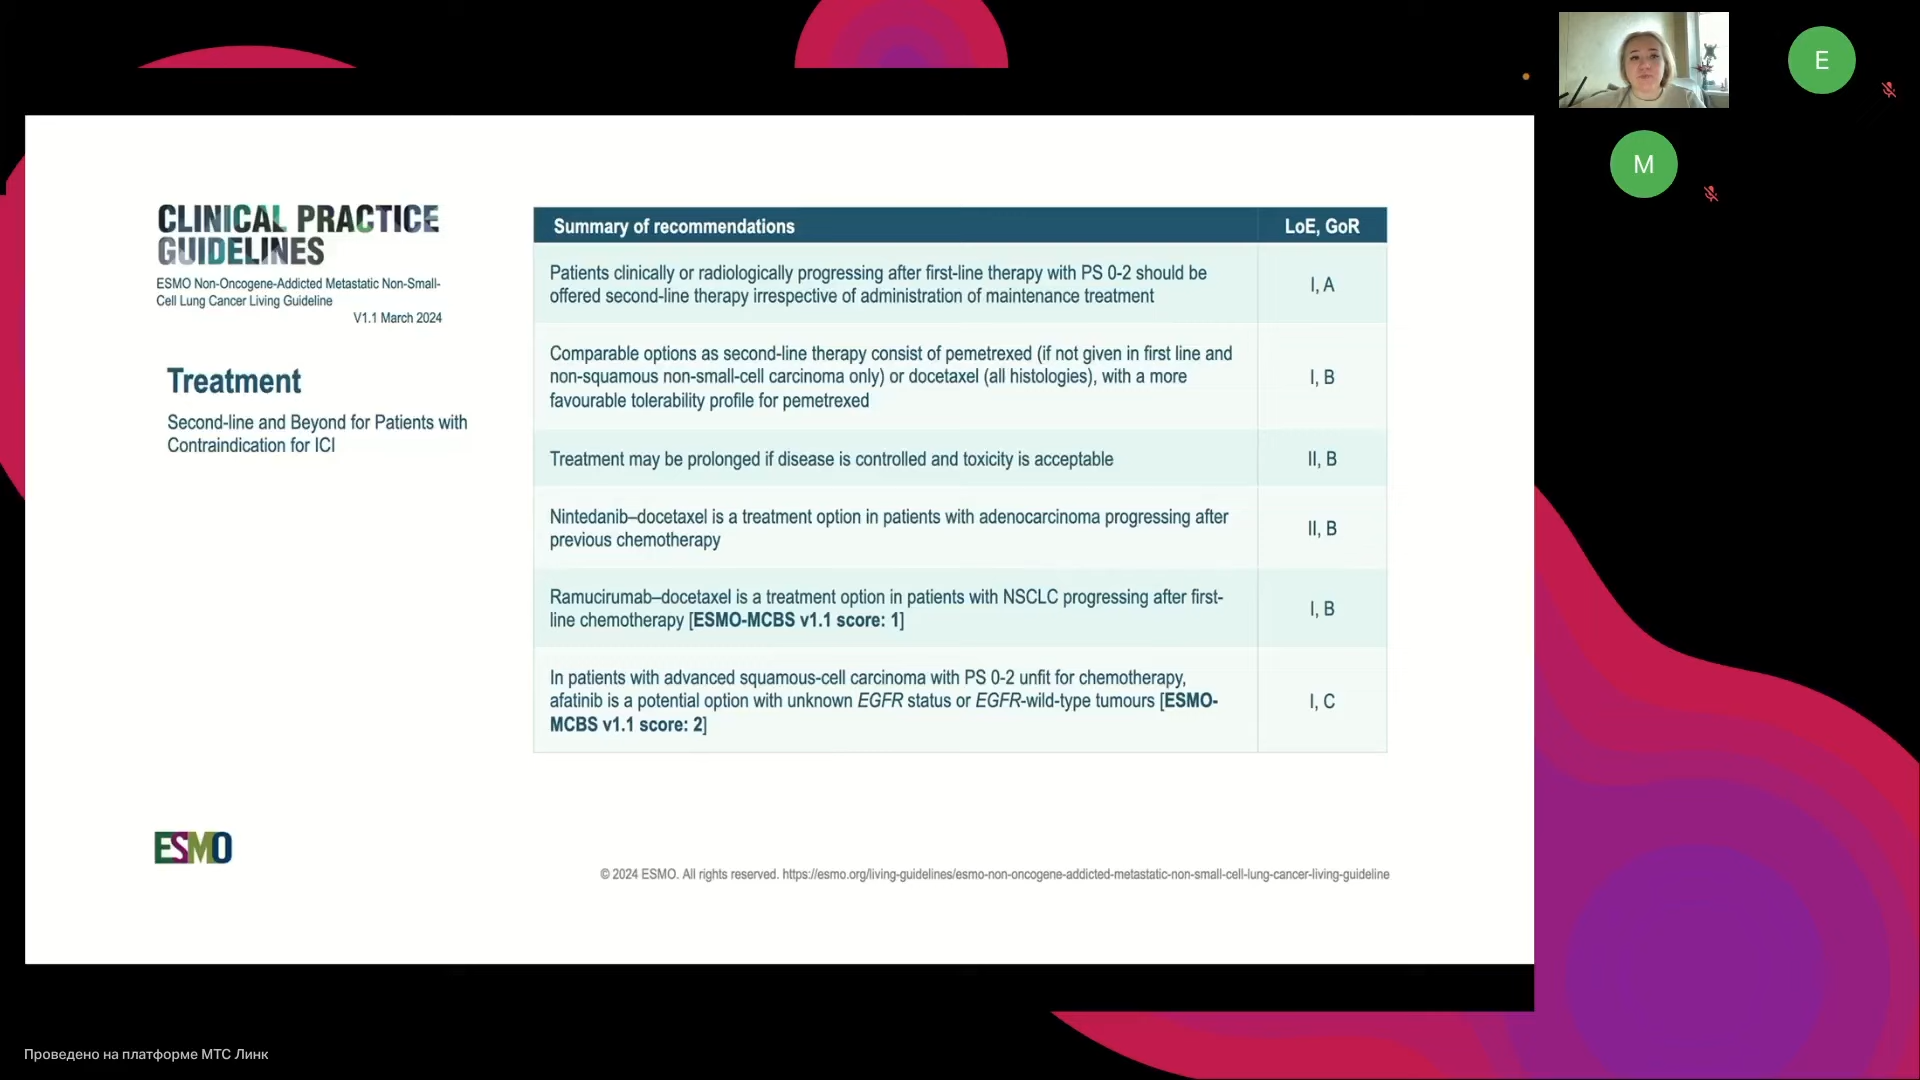 E
M
CLINICAL PRACTICE
GUIDELINES
ESMO Non-Oncogene-Addicted Metastatic Non-Small-
Cell Lung Cancer Living Guideline
V1.1 March 2024
Treatment
Second-line and Beyond for Patients with
Contraindication for ICI
Summary of recommendations LoE, GoR
Patients clinically or radiologically progressing after first-line therapy with PS 0-2 should be
offered second-line therapy irrespective of administration of maintenance treatment
I, A
Comparable options as second-line therapy consist of pemetrexed (if not given in first line and
non-squamous non-small-cell carcinoma only) or docetaxel (all histologies), with a more
favourable tolerability profile for pemetrexed
I, B
Treatment may be prolonged if disease is controlled and toxicity is acceptable
II, B
Nintedanib–docetaxel is a treatment option in patients with adenocarcinoma progressing after
previous chemotherapy
II, B
Ramucirumab–docetaxel is a treatment option in patients with NSCLC progressing after first-
line chemotherapy [ESMO-MCBS v1.1 score: 1]
I, B
In patients with advanced squamous-cell carcinoma with PS 0-2 unfit for chemotherapy,
afatinib is a potential option with unknown EGFR status or EGFR-wild-type tumours [ESMO-
MCBS v1.1 score: 2]
I, C
ESMO
© 2024 ESMO. All rights reserved. https://esmo.org/living-guidelines/esmo-non-oncogene-addicted-metastatic-non-small-cell-lung-cancer-living-guideline
Проведено на платформе МТС Линк